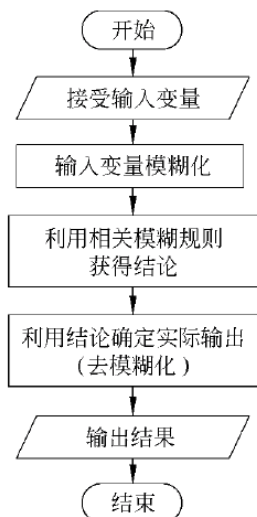 开始
接受输入变量
输入变量模糊化
利用相关模糊规则
获得结论
利用结论确定实际输出
(去模糊化)
输出结果
结束